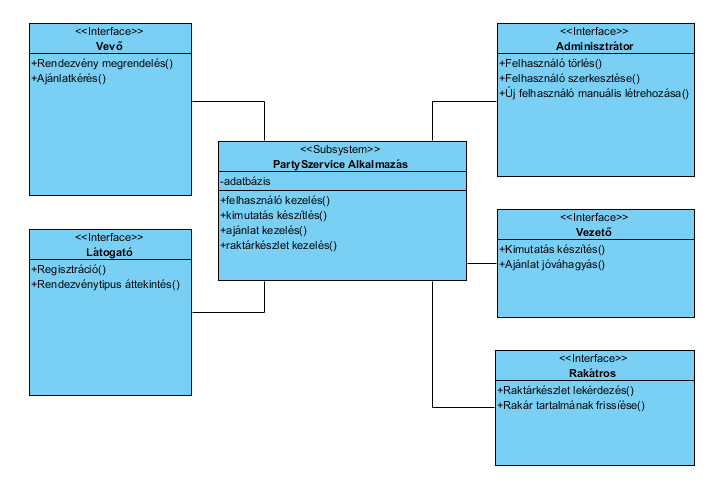 <<Interface>>
Vevő
+Rendezvény megrendelés()
+Ajánlatkérés()
<<Interface>>
Adminisztrátor
+Felhasználó törlés()
+Felhasználó szerkesztése()
+Új felhasználó manuális létrehozása()
<<Subsystem>>
PartySzervice Alkalmazás
-adatbázis
+felhasználó kezelés()
+kimutatás készítlés()
+ajánlat kezelés()
+raktárkészlet kezelés()
<<Interface>>
Látogató
+Regisztráció()
+Rendezvénytipus áttekintés()
<<Interface>>
Vezető
+Kimutatás készítés()
+Ajánlat jóváhagyás()
<<Interface>>
Rakátros
+Raktárkészlet lekérdezés()
+Rakár tartalmának frissíése()